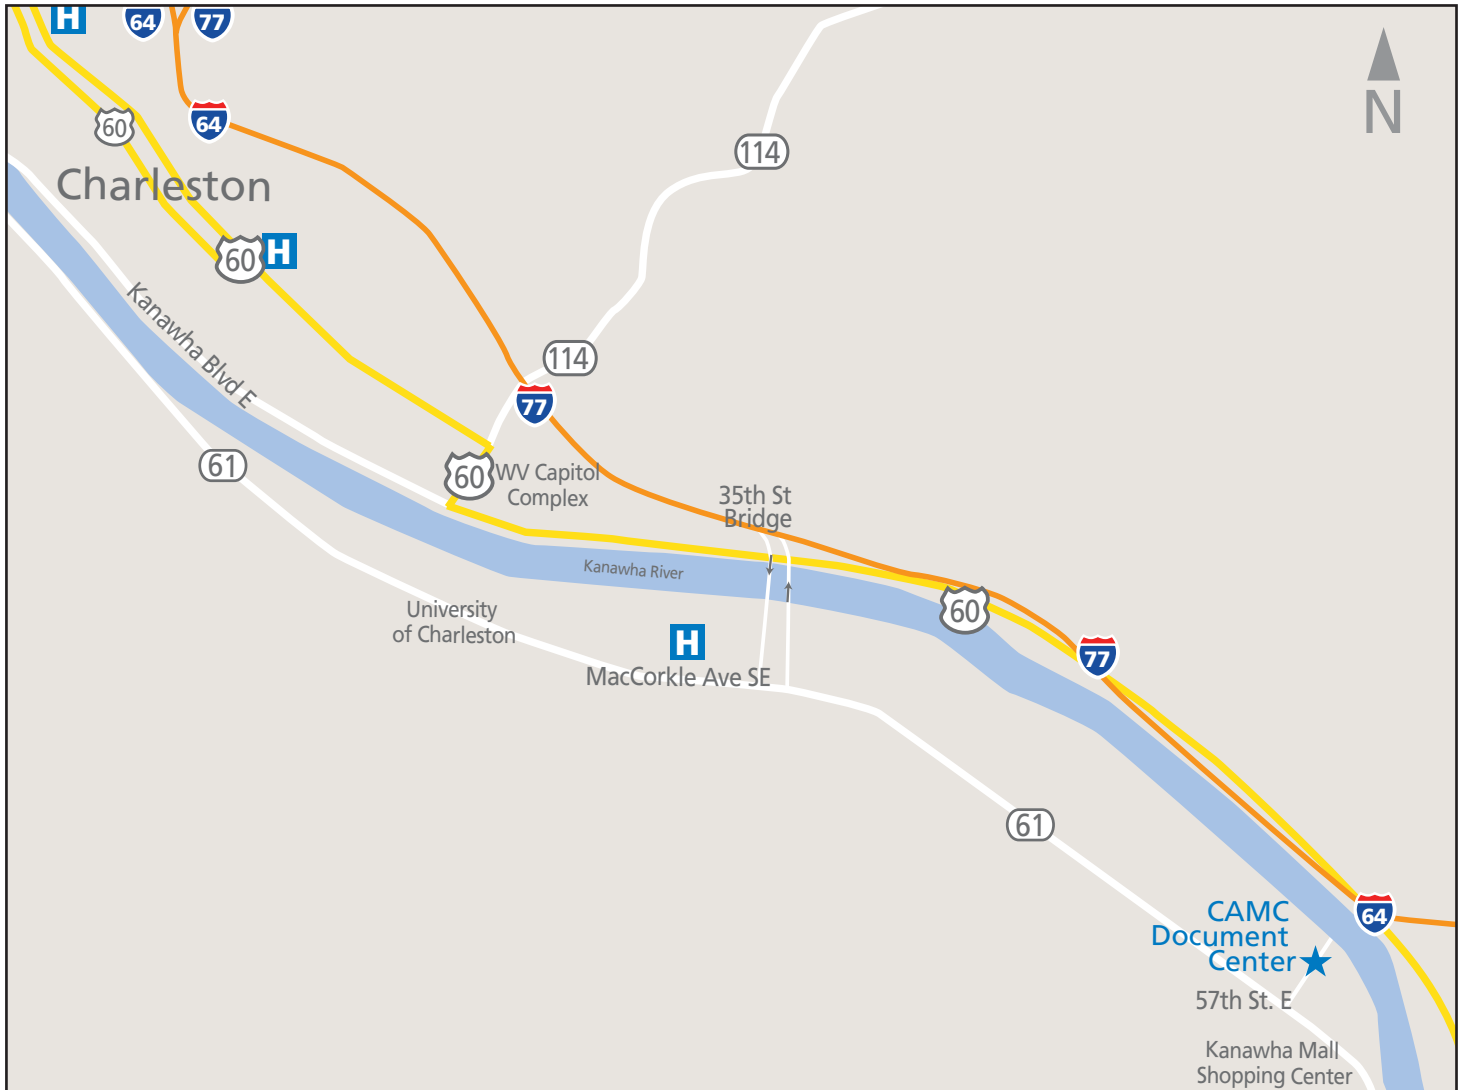 H
64
77
N
60
64
114
Charleston
60
H
Kanawha Blvd E
114
77
61
60
WV Capitol
Complex
35th St
Bridge
Kanawha River
University
of Charleston
60
H
MacCorkle Ave SE
77
61
CAMC
Document
Center
64
57th St. E
Kanawha Mall
Shopping Center